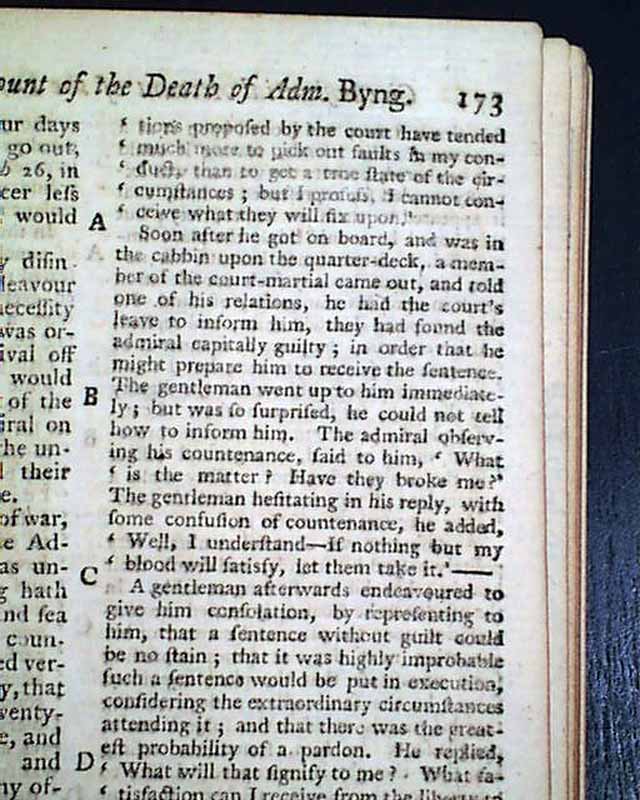 ount of the Death of Adm. Byng. 173
ur days
go out,
b 26, in
cer leſs
would
A
diſin-
deavour
neceſſity
was or-
ival off
would
of the
B
iral on
the un-
their
e.
of war,
e Ad-
as un-
C
g hath
nd ſea
coun-
ed ver-
y, that
wenty-
e, and
and
D
ny of-
‘ tions propoſed by the court have tended
‘ much more to pick out faults in my con-
‘ duct, than to get a true ſtate of the cir-
‘ cumſtances ; but I profeſs, I cannot con-
‘ ceive what they will fix upon.’
Soon after he got on board, and was in
the cabbin upon the quarter-deck, a mem-
ber of the court-martial came out, and told
one of his relations, he had the court's
leave to inform him, they had found the
admiral capitally guilty ; in order that he
might prepare him to receive the ſentence.
The gentleman went up to him immediate-
ly ; but was ſo ſurpriſed, he could not tell
how to inform him. The admiral obſerv-
ing his countenance, ſaid to him, ‘ What
‘ is the matter ? Have they broke me ?’
The gentleman heſitating in his reply, with
ſome confuſion of countenance, he added,
‘ Well, I underſtand—If nothing but my
‘ blood will ſatisfy, let them take it.’——
A gentleman afterwards endeavoured to
give him conſolation, by repreſenting to
him, that a ſentence without guilt could
be no ſtain ; that it was highly improbable
ſuch a ſentence would be put in execution,
conſidering the extraordinary circumſtances
attending it ; and that there was the great-
eſt probability of a pardon. He replied,
‘ What will that ſignify to me ? What ſa-
‘ tisfaction can I receive from the liberty to